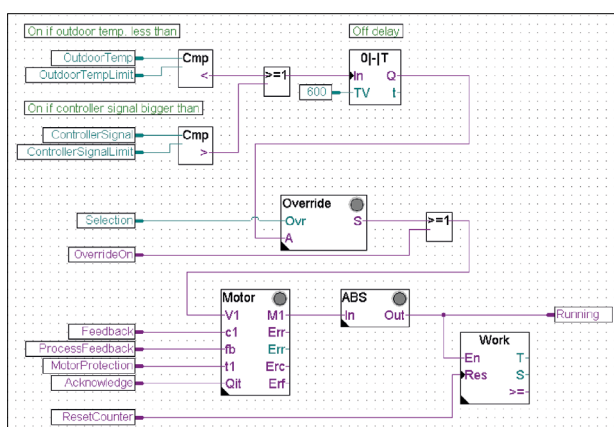 On if outdoor temp. less than
Off delay
OutdoorTemp
OutdoorTempLimit
Cmp
<
>=1
0|-|T
In Q
600
TV t
On if controller signal bigger than
ControllerSignal
ControllerSignalLimit
Cmp
>
Override
Selection
Ovr S
>=1
A
OverrideOn
Motor
ABS
V1 M1
In Out
Running
Feedback
c1 Err
Work
ProcessFeedback
fb Err
En T
MotorProtection
t1 Erc
Res S
Acknowledge
Qit Erf
>=
ResetCounter